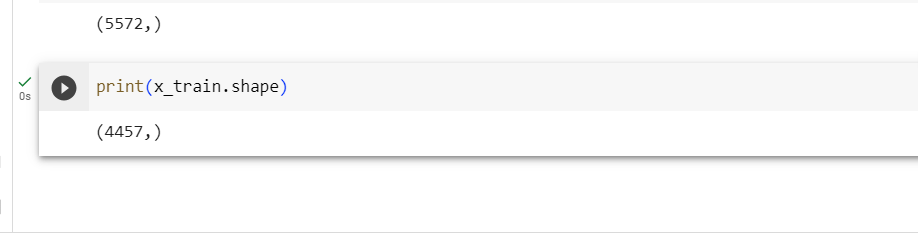 (5572,)
print(x_train.shape)
0s
(4457,)